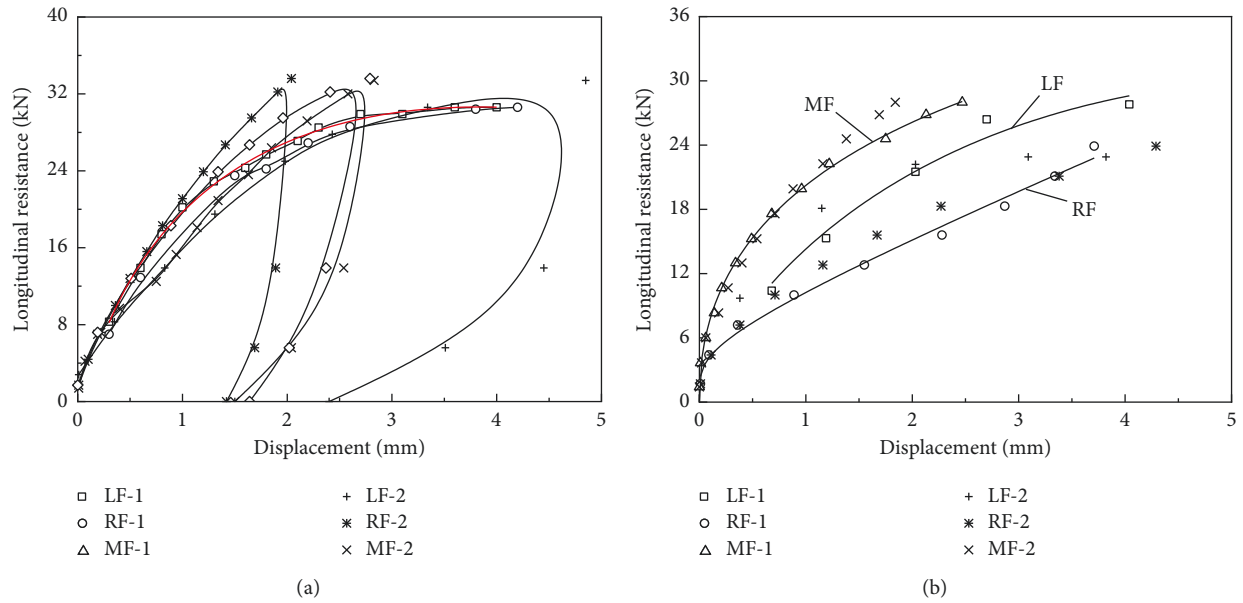 40
32
24
16
8
0
Longitudinal resistance (kN)
0 1 2 3 4 5
Displacement (mm)
LF-1
RF-1
MF-1
LF-2
RF-2
MF-2
(a)
36
30
24
18
12
6
0
Longitudinal resistance (kN)
MF
LF
RF
0 1 2 3 4 5
Displacement (mm)
LF-1
RF-1
MF-1
LF-2
RF-2
MF-2
(b)